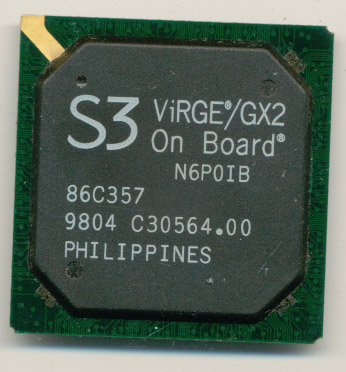 S3 ViRGE®/GX2
On Board®
N6P0IB
86C357
9804 C30564.00
PHILIPPINES